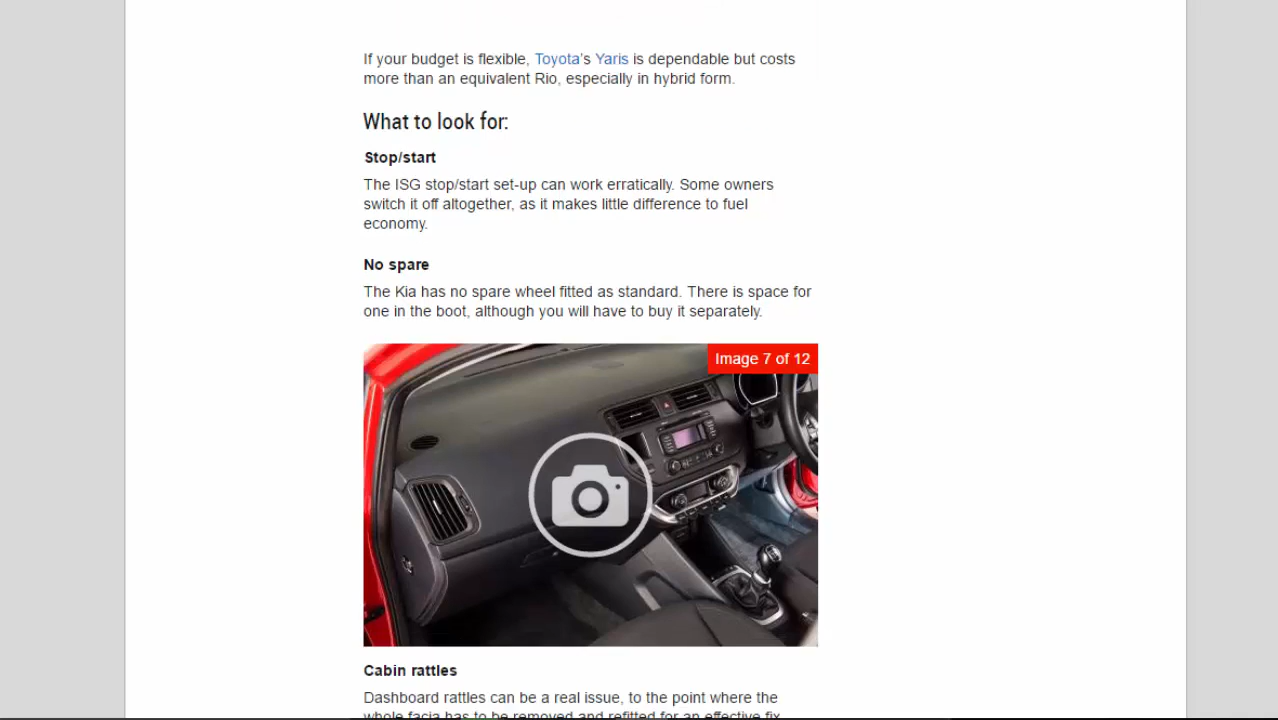 If your budget is flexible, Toyota's Yaris is dependable but costs
more than an equivalent Rio, especially in hybrid form.
What to look for:
Stop/start
The ISG stop/start set-up can work erratically. Some owners
switch it off altogether, as it makes little difference to fuel
economy.
No spare
The Kia has no spare wheel fitted as standard. There is space for
one in the boot, although you will have to buy it separately.
Image 7 of 12
Cabin rattles
Dashboard rattles can be a real issue, to the point where the
whole facia has to be removed and refitted for an effective fix